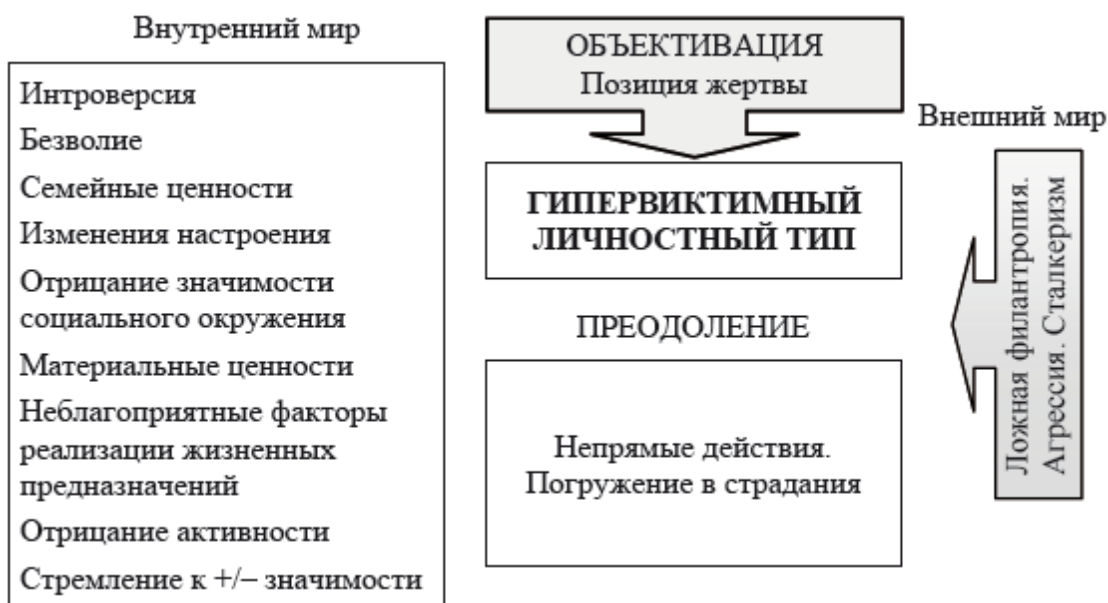 Внутренний мир
Интроверсия
Безволие
Семейные ценности
Изменения настроения
Отрицание значимости
социального окружения
Материальные ценности
Неблагоприятные факторы
реализации жизненных
предназначений
Отрицание активности
Стремление к +/– значимости
ОБЪЕКТИВАЦИЯ
Позиция жертвы
ГИПЕРВИКТИМНЫЙ
ЛИЧНОСТНЫЙ ТИП
ПРЕОДОЛЕНИЕ
Непрямые действия.
Погружение в страдания
Внешний мир
Ложная филантропия.
Агрессия. Сталкеризм